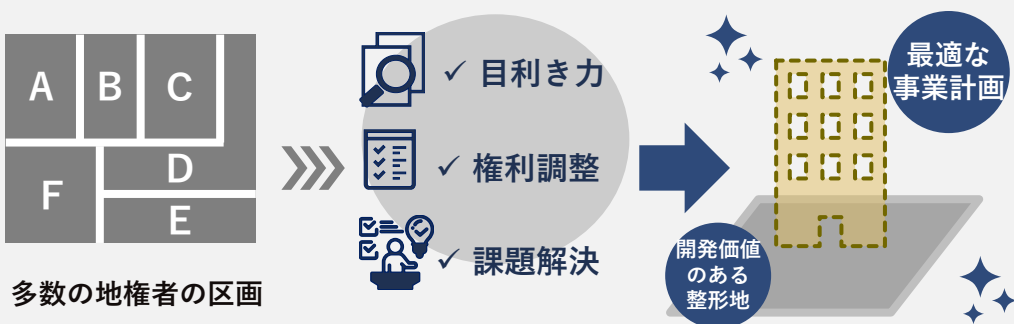 A
B
C
D
E
F
多数の地権者の区画
✓ 目利き力
✓ 権利調整
✓ 課題解決
最適な
事業計画
開発価値
のある
整形地